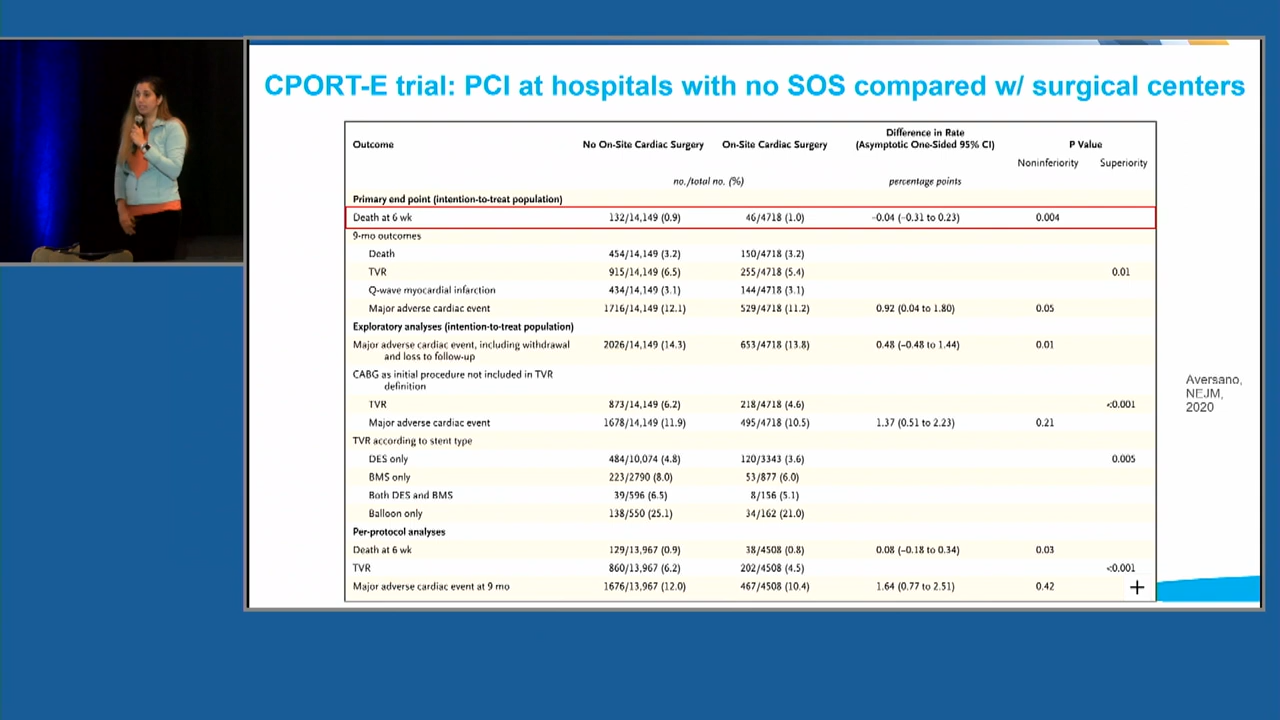 CPORT-E trial: PCI at hospitals with no SOS compared w/ surgical centers
Outcome No On-Site Cardiac Surgery On-Site Cardiac Surgery Difference in Rate (Asymptotic One-Sided 95% CI) P Value
Noninferiority Superiority
no./total no. (%) percentage points
Primary end point (intention-to-treat population)
Death at 6 wk 132/14,149 (0.9) 46/4718 (1.0) –0.04 (–0.31 to 0.23) 0.004
9-mo outcomes
Death 454/14,149 (3.2) 150/4718 (3.2)
TVR 915/14,149 (6.5) 255/4718 (5.4) 0.01
Q-wave myocardial infarction 434/14,149 (3.1) 144/4718 (3.1)
Major adverse cardiac event 1716/14,149 (12.1) 529/4718 (11.2) 0.92 (0.04 to 1.80) 0.05
Exploratory analyses (intention-to-treat population)
Major adverse cardiac event, including withdrawal 2026/14,149 (14.3) 653/4718 (13.8) 0.48 (–0.48 to 1.44) 0.01
and loss to follow-up
CABG as initial procedure not included in TVR
definition
TVR 873/14,149 (6.2) 218/4718 (4.6) <0.001
Major adverse cardiac event 1678/14,149 (11.9) 495/4718 (10.5) 1.37 (0.51 to 2.23) 0.21
TVR according to stent type
DES only 484/10,074 (4.8) 120/3343 (3.6) 0.005
BMS only 223/2790 (8.0) 53/877 (6.0)
Both DES and BMS 39/596 (6.5) 8/156 (5.1)
Balloon only 138/550 (25.1) 34/162 (21.0)
Per-protocol analyses
Death at 6 wk 129/13,967 (0.9) 38/4508 (0.8) 0.08 (–0.18 to 0.34) 0.03
TVR 860/13,967 (6.2) 202/4508 (4.5) <0.001
Major adverse cardiac event at 9 mo 1676/13,967 (12.0) 467/4508 (10.4) 1.64 (0.77 to 2.51) 0.42
Aversano,
NEJM,
2020